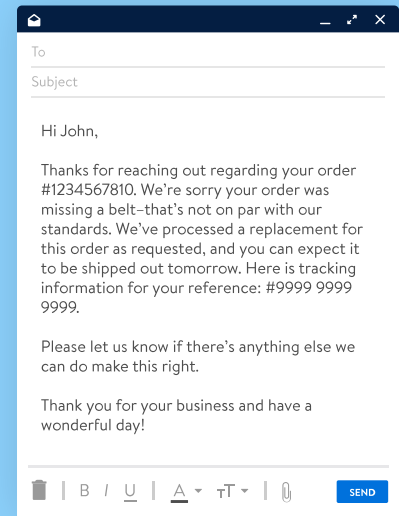 To
Subject
Hi John,
Thanks for reaching out regarding your order
#1234567810. We're sorry your order was
missing a belt–that's not on par with our
standards. We've processed a replacement for
this order as requested, and you can expect it
to be shipped out tomorrow. Here is tracking
information for your reference: #9999 9999
9999.
Please let us know if there's anything else we
can do make this right.
Thank you for your business and have a
wonderful day!
B I U A TT SEND